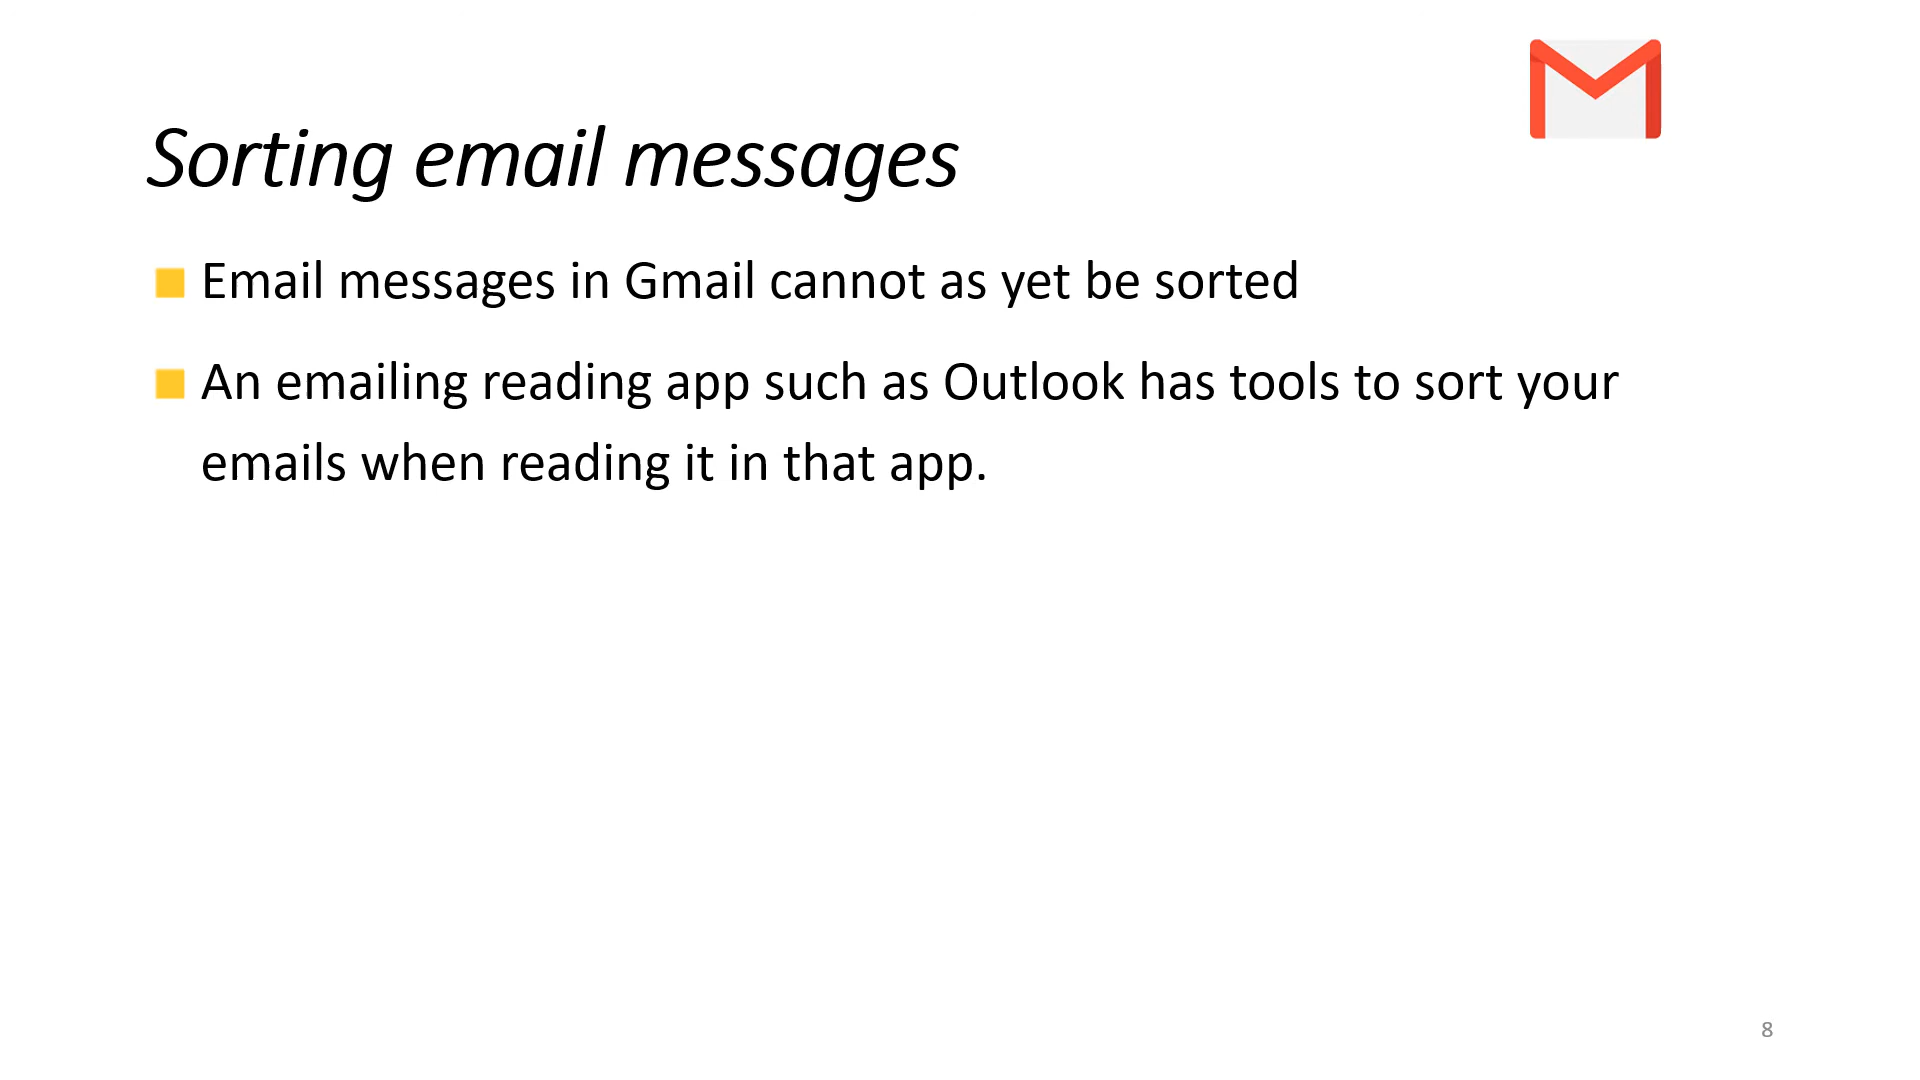 Sorting email messages
Email messages in Gmail cannot as yet be sorted
An emailing reading app such as Outlook has tools to sort your
emails when reading it in that app.
8